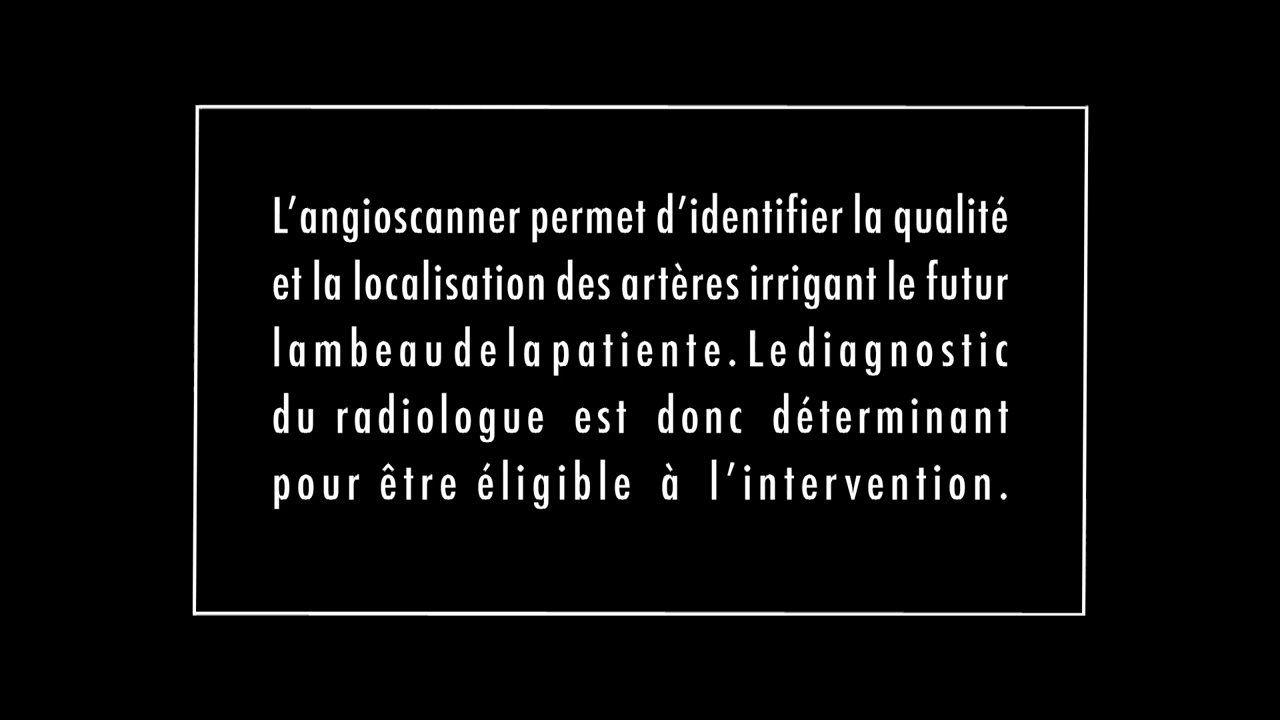 L’angioscanner permet d’identifier la qualité
et la localisation des artères irrigant le futur
lambeau de la patiente. Le diagnostic
du radiologue est donc déterminant
pour être éligible à l’intervention.